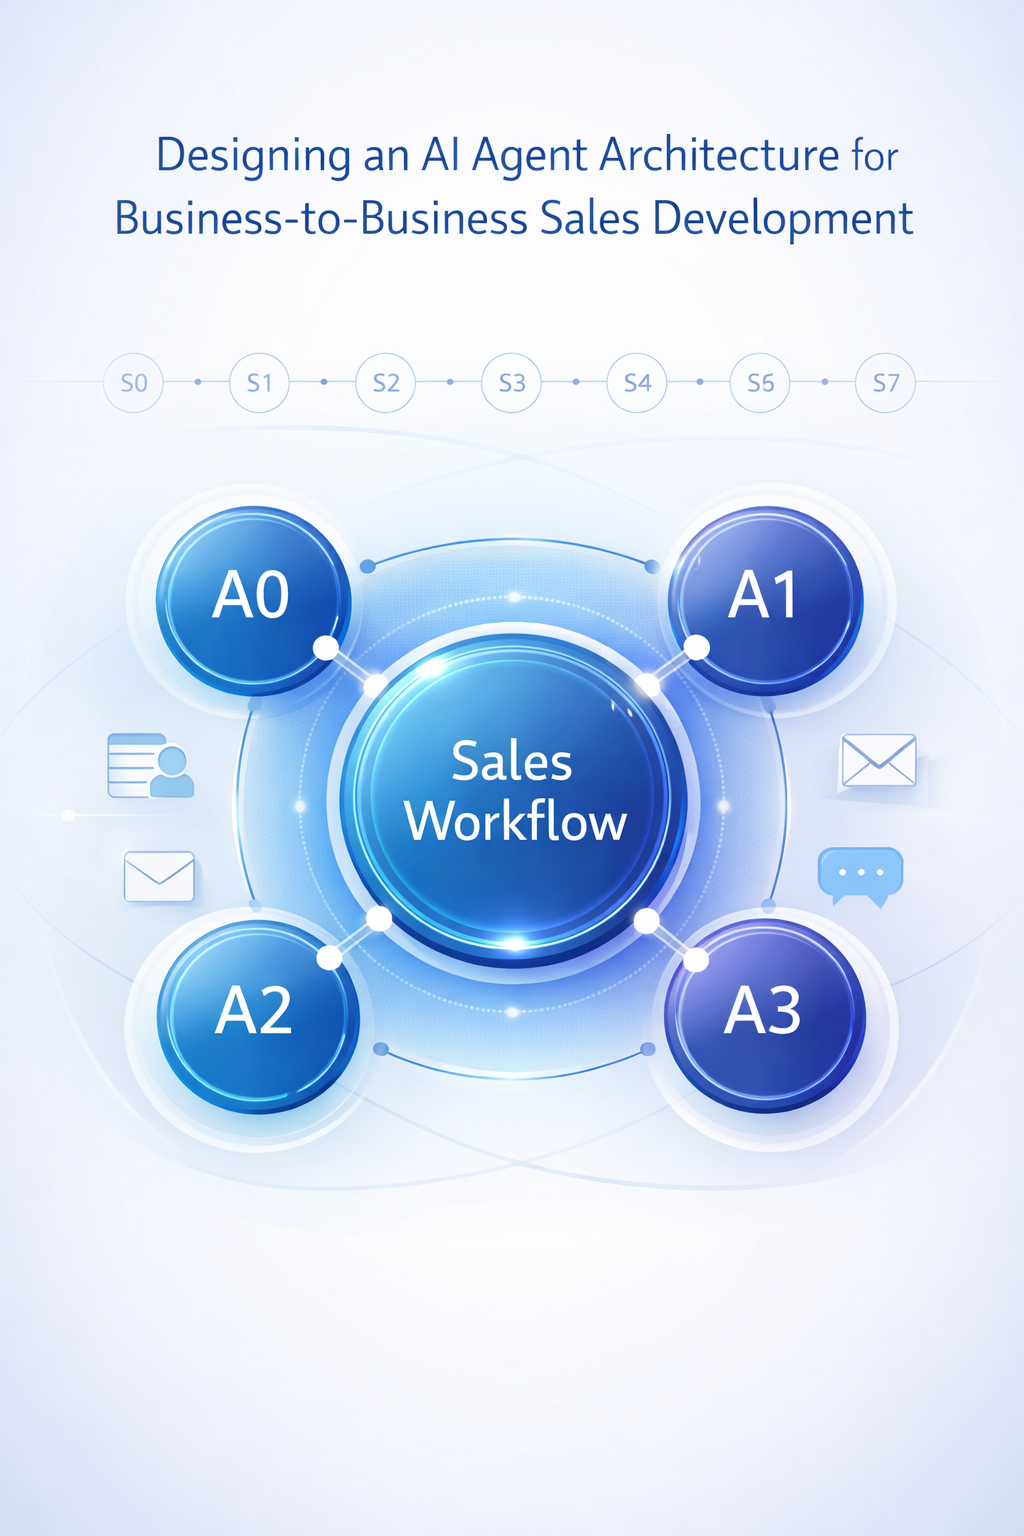 Designing an AI Agent Architecture for
Business-to-Business Sales Development
S0 S1 S2 S3 S4 S6 S7
A0 A1
Sales
Workflow
A2 A3